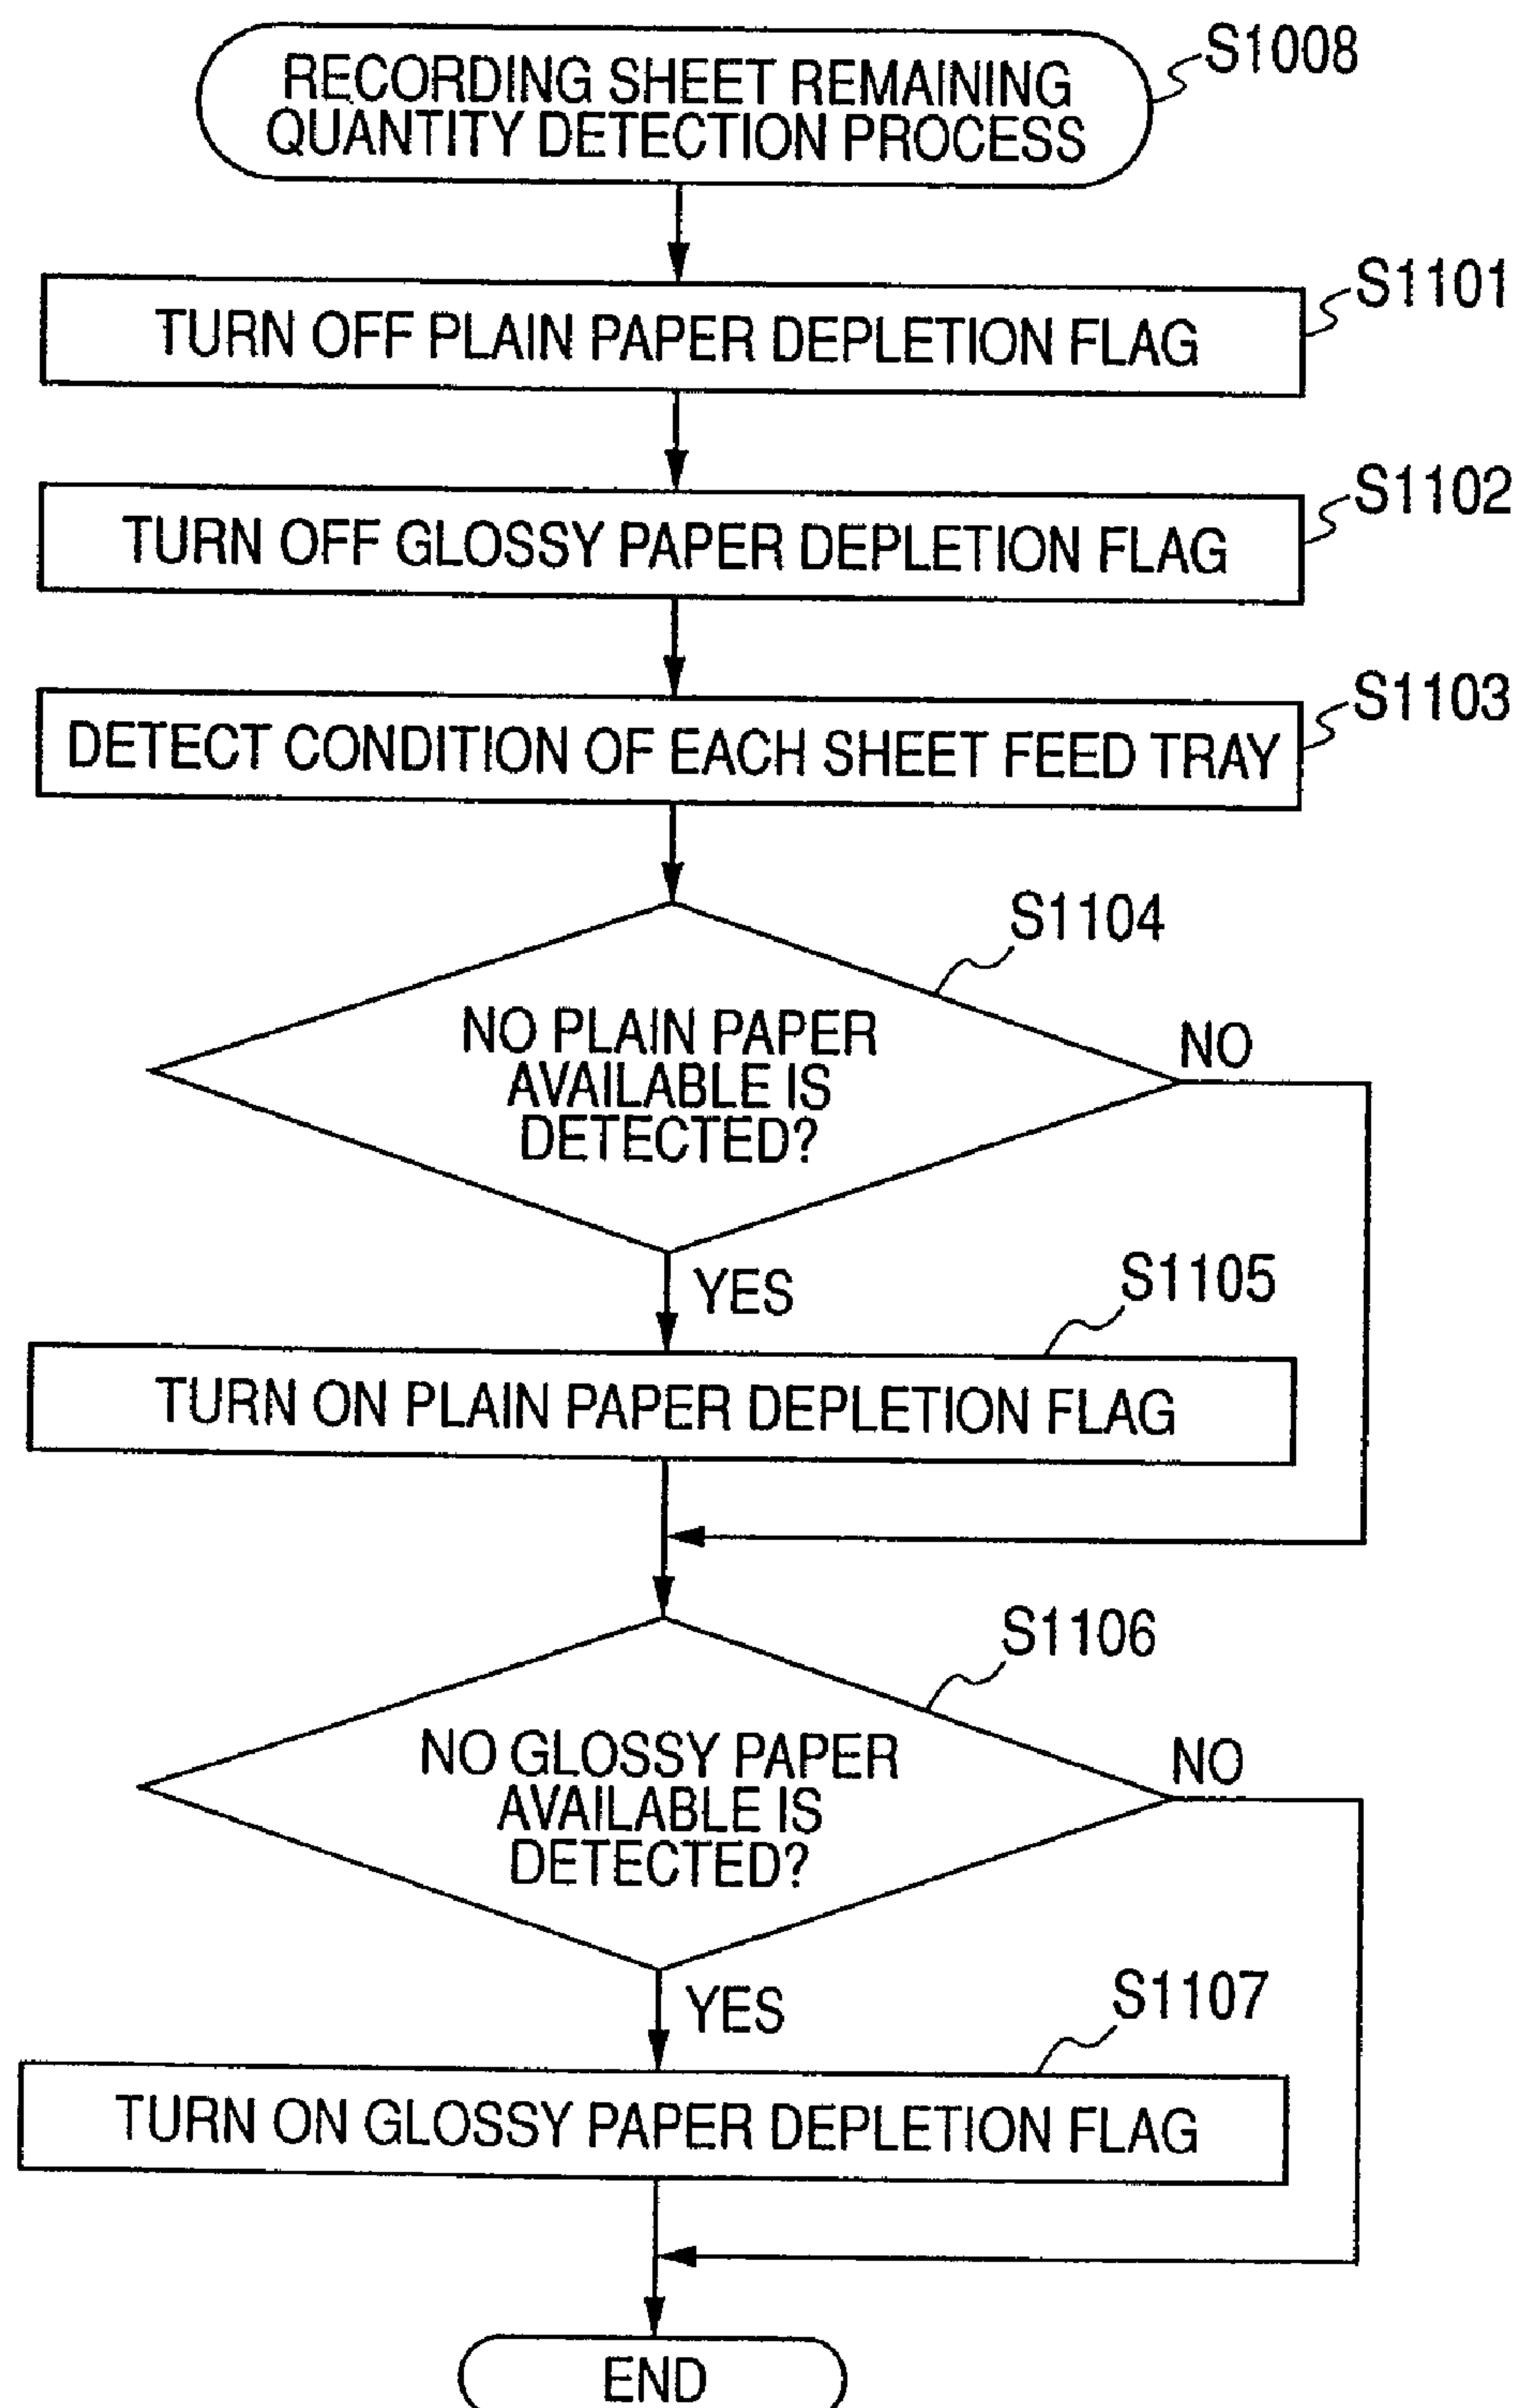 S1008
RECORDING SHEET REMAINING
QUANTITY DETECTION PROCESS
S1101
TURN OFF PLAIN PAPER DEPLETION FLAG
S1102
TURN OFF GLOSSY PAPER DEPLETION FLAG
S1103
DETECT CONDITION OF EACH SHEET FEED TRAY
S1104
NO PLAIN PAPER
AVAILABLE IS
DETECTED?
NO
YES
S1105
TURN ON PLAIN PAPER DEPLETION FLAG
S1106
NO GLOSSY PAPER
AVAILABLE IS
DETECTED?
NO
YES
S1107
TURN ON GLOSSY PAPER DEPLETION FLAG
END